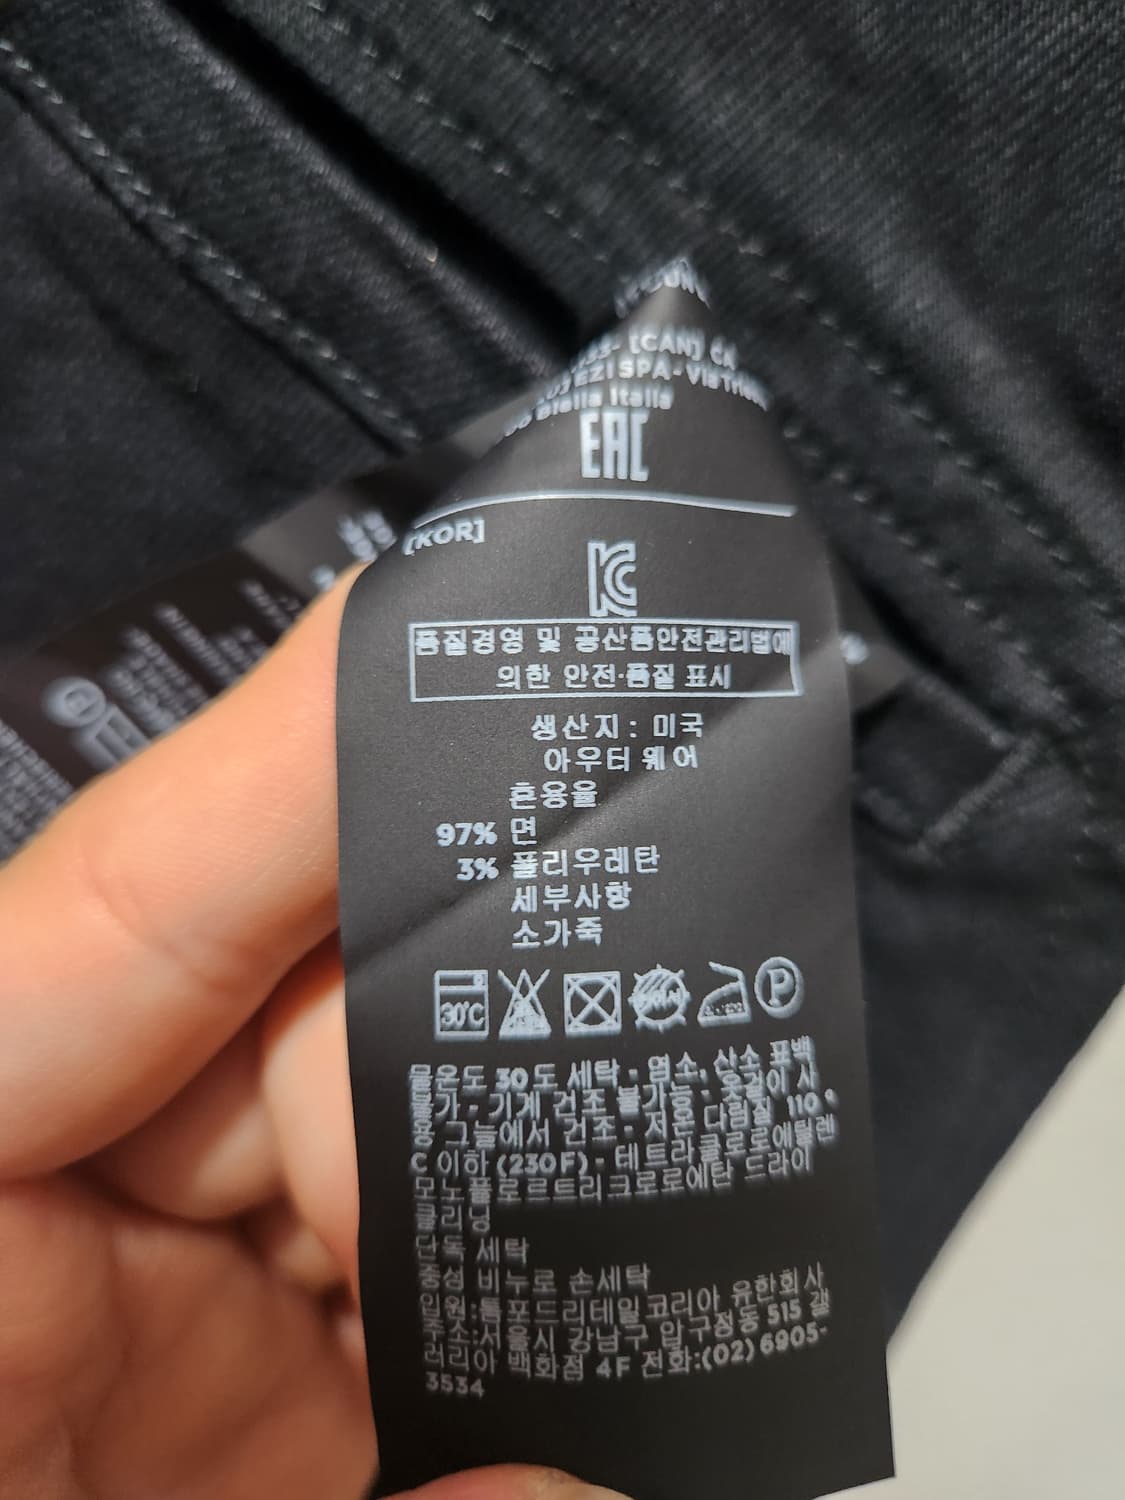 [CAN] CA
EZI SPA - Via
Biella Italia
EAC
[KOR]
KC
품질경영 및 공산품안전관리법에
의한 안전·품질 표시
생산지 : 미국
아우터 웨어
혼용율
97% 면
3% 폴리우레탄
세부사항
소가죽
30℃ P
물온도 30도 세탁 - 염소, 산소 표백
불가 - 기계 건조 불가능 - 옷걸이 사
용 그늘에서 건조 - 저온 다림질 110 °
C 이하 (230F) - 테트라클로로에틸렌
모노플로르트리크로로에탄 드라이
클리닝
단독 세탁
중성 비누로 손세탁
입원:톰포드리테일코리아 유한회사
주소:서울시 강남구 압구정동 515 갤
러리아 백화점 4F 전화:(02) 6905-
3534